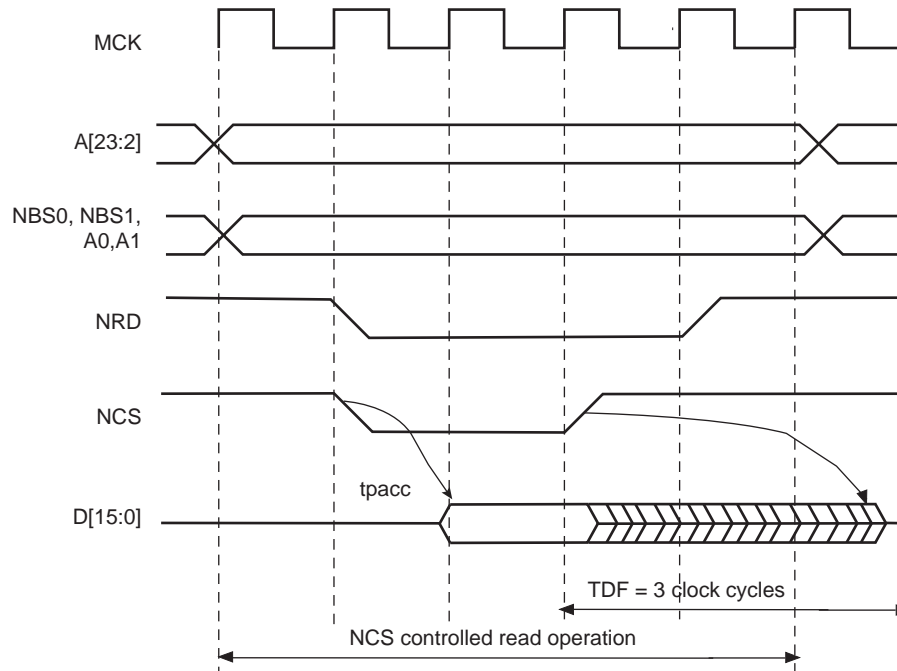 MCK
A[23:2]
NBS0, NBS1,
A0,A1
NRD
NCS
tpacc
D[15:0]
TDF = 3 clock cycles
NCS controlled read operation